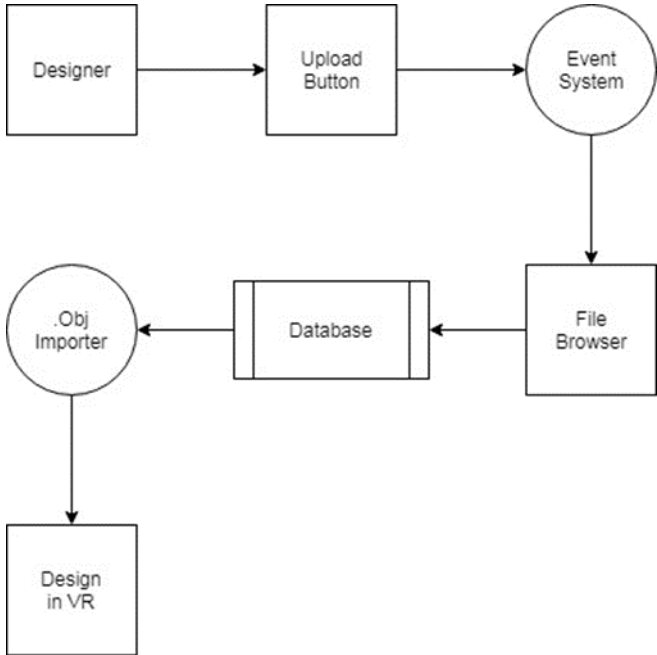 Designer
Upload
Button
Event
System
.Obj
Importer
Database
File
Browser
Design
in VR